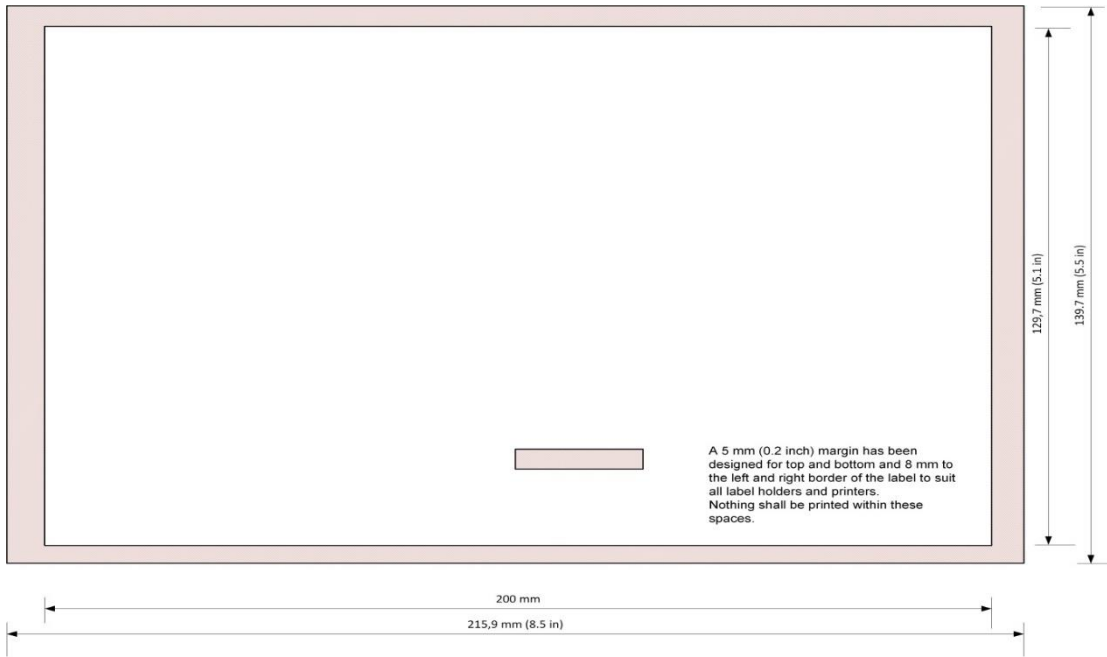 129,7 mm (5.1 in)
139.7 mm (5.5 in)
A 5 mm (0.2 inch) margin has been
designed for top and bottom and 8 mm to
the left and right border of the label to suit
all label holders and printers.
Nothing shall be printed within these
spaces.
200 mm
215,9 mm (8.5 in)